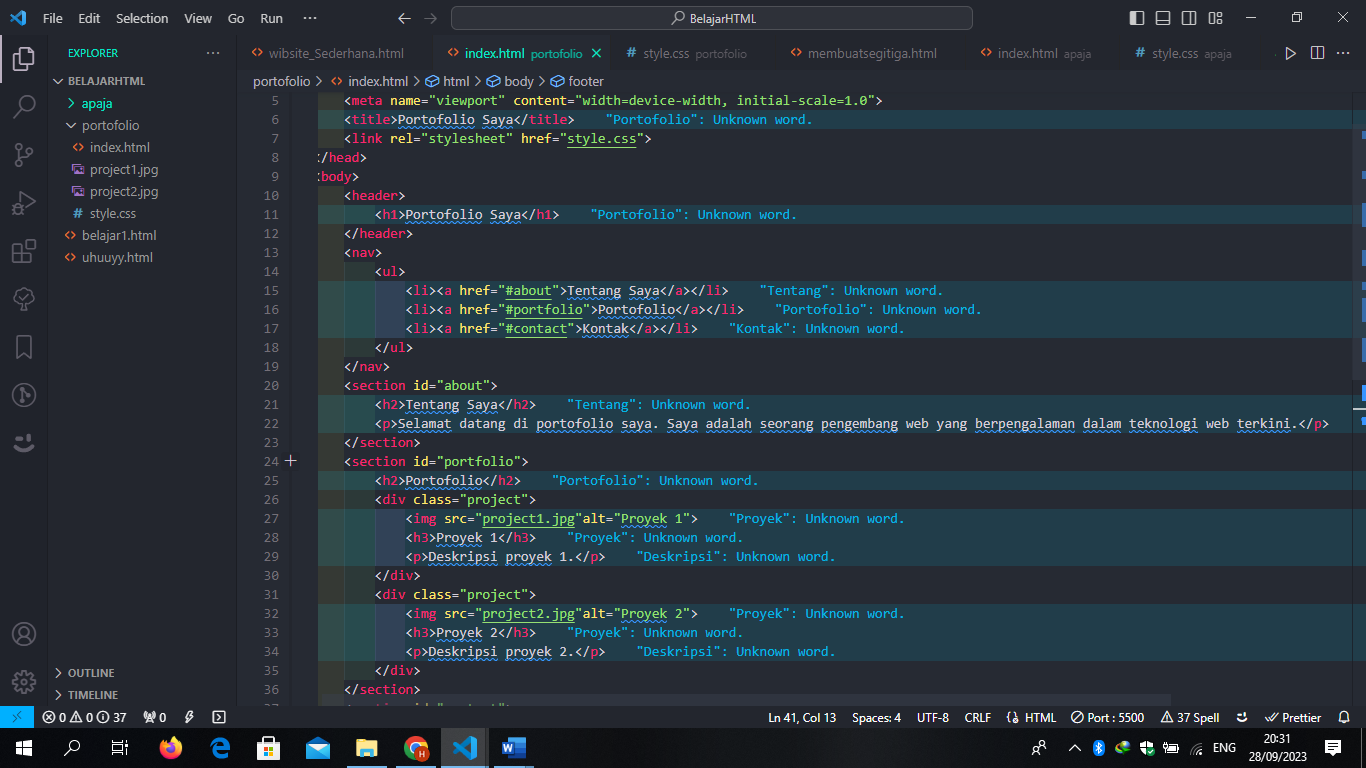 File Edit Selection View Go Run ···
BelajarHTML
EXPLORER ···
BELAJARHTML
apaja
portofolio
index.html
project1.jpg
project2.jpg
style.css
belajar1.html
uhuuyy.html
OUTLINE
TIMELINE
wibsite_Sederhana.html index.html portofolio style.css portofolio membuatsegitiga.html index.html apaja style.css apaja ···
portofolio > index.html > html > body > footer
5 <meta name="viewport" content="width=device-width, initial-scale=1.0">
6 <title>Portofolio Saya</title> "Portofolio": Unknown word.
7 <link rel="stylesheet" href="style.css">
8 </head>
9 <body>
10 <header>
11 <h1>Portofolio Saya</h1> "Portofolio": Unknown word.
12 </header>
13 <nav>
14 <ul>
15 <li><a href="#about">Tentang Saya</a></li> "Tentang": Unknown word.
16 <li><a href="#portfolio">Portofolio</a></li> "Portofolio": Unknown word.
17 <li><a href="#contact">Kontak</a></li> "Kontak": Unknown word.
18 </ul>
19 </nav>
20 <section id="about">
21 <h2>Tentang Saya</h2> "Tentang": Unknown word.
22 <p>Selamat datang di portofolio saya. Saya adalah seorang pengembang web yang berpengalaman dalam teknologi web terkini.</p>
23 </section>
24 <section id="portfolio">
25 <h2>Portofolio</h2> "Portofolio": Unknown word.
26 <div class="project">
27 <img src="project1.jpg"alt="Proyek 1"> "Proyek": Unknown word.
28 <h3>Proyek 1</h3> "Proyek": Unknown word.
29 <p>Deskripsi proyek 1.</p> "Deskripsi": Unknown word.
30 </div>
31 <div class="project">
32 <img src="project2.jpg"alt="Proyek 2"> "Proyek": Unknown word.
33 <h3>Proyek 2</h3> "Proyek": Unknown word.
34 <p>Deskripsi proyek 2.</p> "Deskripsi": Unknown word.
35 </div>
36 </section>
0 0 37 0 Ln 41, Col 13 Spaces: 4 UTF-8 CRLF HTML Port : 5500 37 Spell Prettier
ENG 20:31
28/09/2023